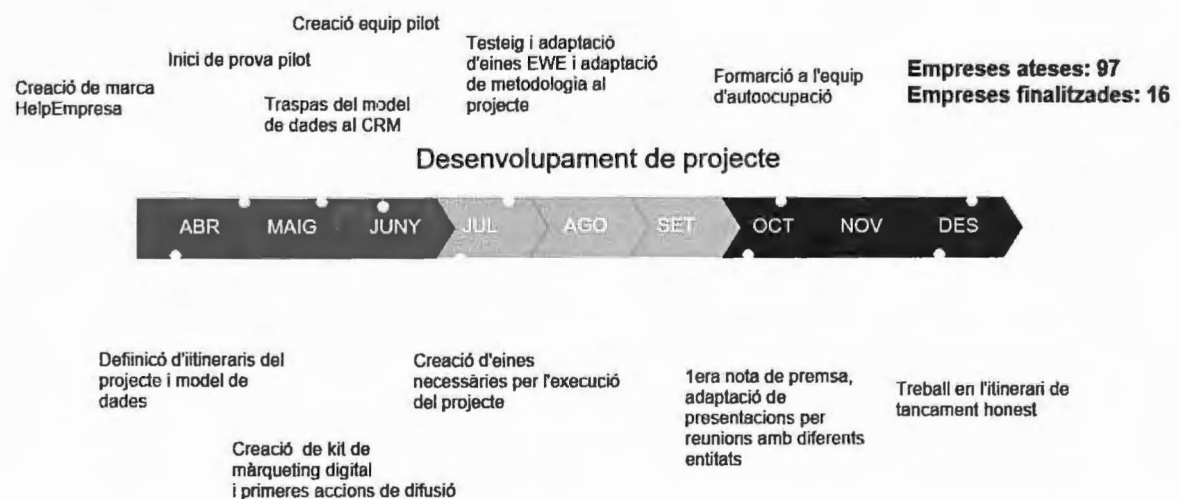 Creació equip pilot
Inici de prova pilot
Creació de marca
HelpEmpresa
Traspas del model
de dades al CRM
Testeig i adaptació
d'eines EWE i adaptació
de metodologia al
projecte
Formarció a l'equip
d'autoocupació
Empreses ateses: 97
Empreses finalitzades: 16
Desenvolupament de projecte
ABR MAIG JUNY JUL AGO SET OCT NOV DES
Defiinicó d'iitineraris del
projecte i model de
dades
Creació de kit de
màrqueting digital
i primeres accions de difusió
Creació d'eines
necessàries per l'execució
del projecte
1era nota de premsa,
adaptació de
presentacions per
reunions amb diferents
entitats
Treball en l'itinerari de
tancament honest